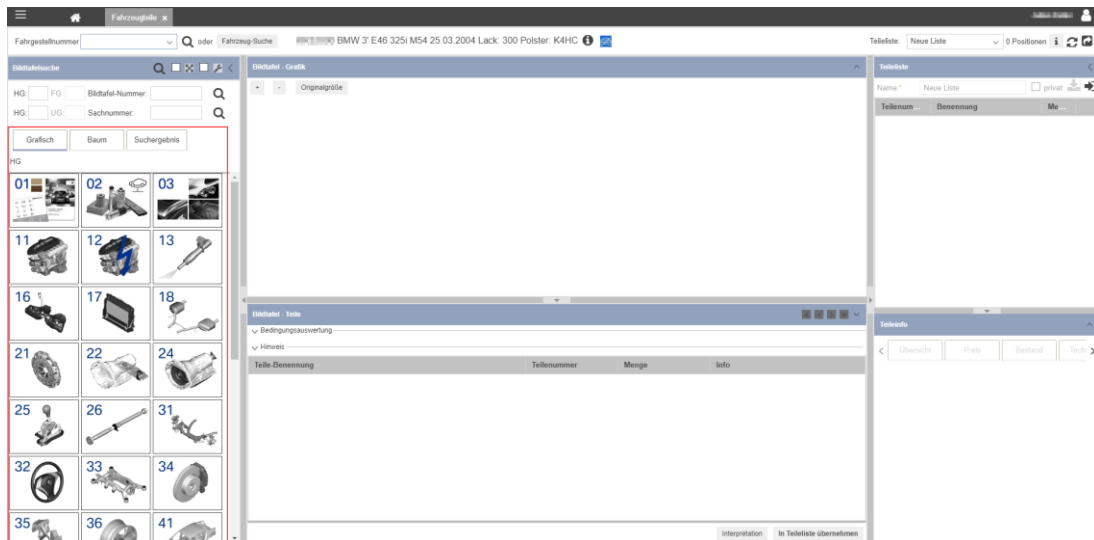 Fahrzeugteile x
Fahrgestellnummer oder Fahrzeug-Suche BMW 3' E46 325i M54 25.03.2004 Lack: 300 Polster: K4HC Teileliste: Neue Liste 0 Positionen
Bildtafelsuche
HG: FG: Bildtafel-Nummer:
HG: UG: Sachnummer:
Grafisch Baum Suchergebnis
HG
01 02 03
11 12 13
16 17 18
21 22 24
25 26 31
32 33 34
35 36 41
Bildtafel - Grafik
+ - Originalgröße
Bildtafel - Teile
Bedingungsauswertung
Hinweis
Teile-Benennung Teilenummer Menge Info
Interpretation In Teileliste übernehmen
Teileliste
Name:* Neue Liste privat
Teilenum... Benennung Me...
Teileinfo
Übersicht Preis Bestand Techn